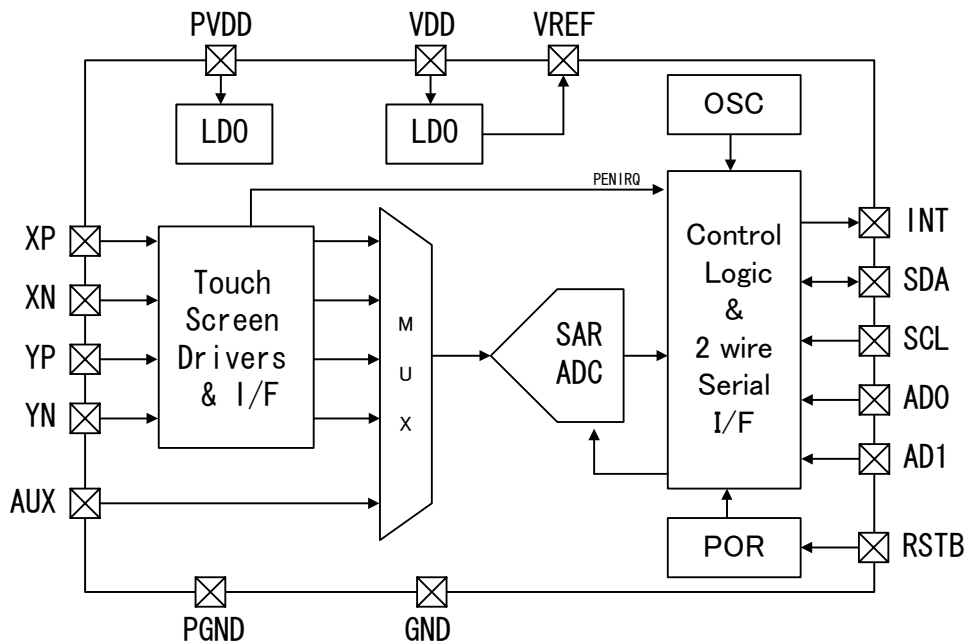 PVDD
VDD
VREF
LDO
LDO
OSC
PENIRQ
XP
XN
YP
YN
AUX
Touch
Screen
Drivers
& I/F
M
U
X
SAR
ADC
Control
Logic
&
2 wire
Serial
I/F
INT
SDA
SCL
AD0
AD1
POR
RSTB
PGND
GND